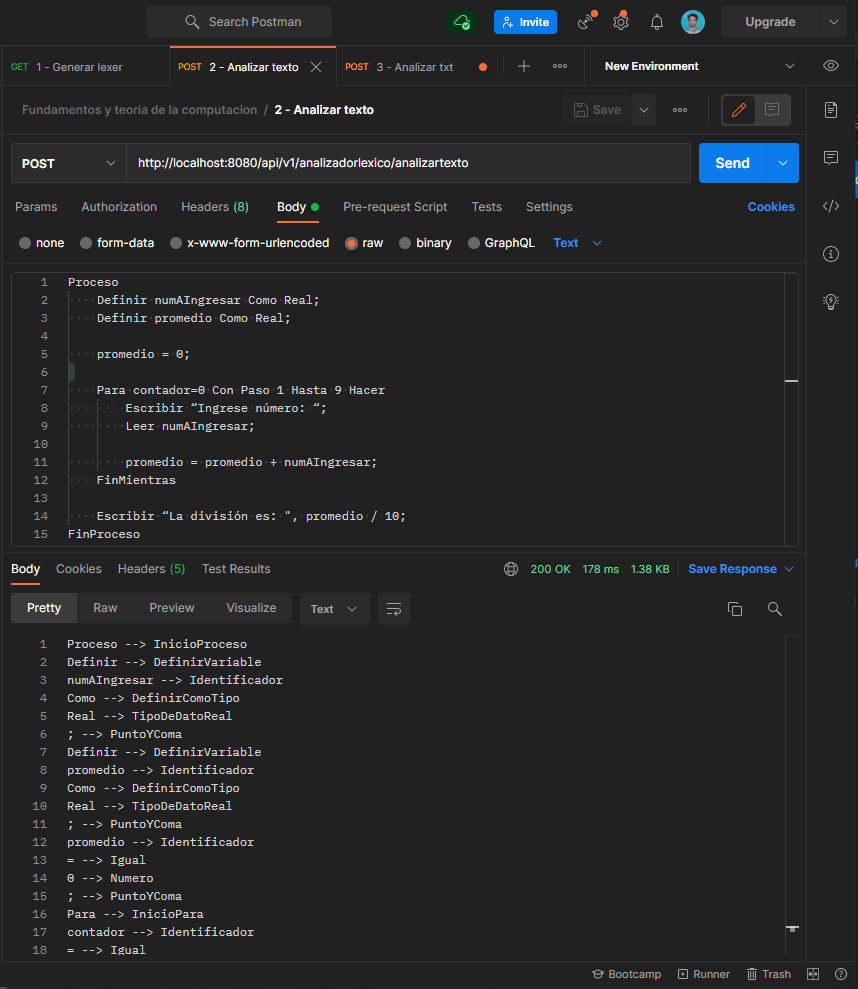 Search Postman Invite Upgrade
GET 1 - Generar lexer POST 2 - Analizar texto POST 3 - Analizar txt New Environment
Fundamentos y teoria de la computacion / 2 - Analizar texto Save
POST http://localhost:8080/api/v1/analizadorlexico/analizartexto Send
Params Authorization Headers (8) Body Pre-request Script Tests Settings Cookies
none form-data x-www-form-urlencoded raw binary GraphQL Text
1 Proceso
2 ····Definir·numAIngresar·Como·Real;
3 ····Definir·promedio·Como·Real;
4
5 ····promedio·=·0;
6
7 ····Para·contador=0·Con·Paso·1·Hasta·9·Hacer
8 ········Escribir·“Ingrese·número:·“;
9 ········Leer·numAIngresar;
10
11 ········promedio·=·promedio·+·numAIngresar;
12 ····FinMientras
13
14 ····Escribir·“La·división·es:·",·promedio·/·10;
15 FinProceso
Body Cookies Headers (5) Test Results 200 OK 178 ms 1.38 KB Save Response
Pretty Raw Preview Visualize Text
1 Proceso --> InicioProceso
2 Definir --> DefinirVariable
3 numAIngresar --> Identificador
4 Como --> DefinirComoTipo
5 Real --> TipoDeDatoReal
6 ; --> PuntoYComa
7 Definir --> DefinirVariable
8 promedio --> Identificador
9 Como --> DefinirComoTipo
10 Real --> TipoDeDatoReal
11 ; --> PuntoYComa
12 promedio --> Identificador
13 = --> Igual
14 0 --> Numero
15 ; --> PuntoYComa
16 Para --> InicioPara
17 contador --> Identificador
18 = --> Igual
Bootcamp Runner Trash